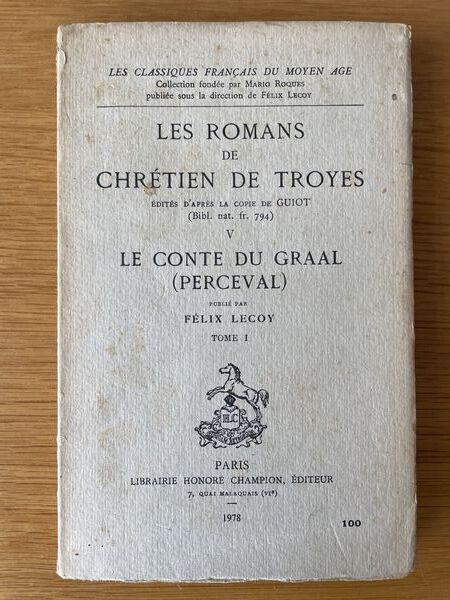 LES CLASSIQUES FRANÇAIS DU MOYEN AGE
Collection fondée par MARIO ROQUES
publiée sous la direction de FÉLIX LECOY
LES ROMANS
DE
CHRÉTIEN DE TROYES
ÉDITÉS D'APRÈS LA COPIE DE GUIOT
(Bibl. nat. fr. 794)
V
LE CONTE DU GRAAL
(PERCEVAL)
PUBLIÉ PAR
FÉLIX LECOY
TOME I
H.C
PARIS
LIBRAIRIE HONORÉ CHAMPION, ÉDITEUR
7, QUAI MALAQUAIS (VIe)
1978
100